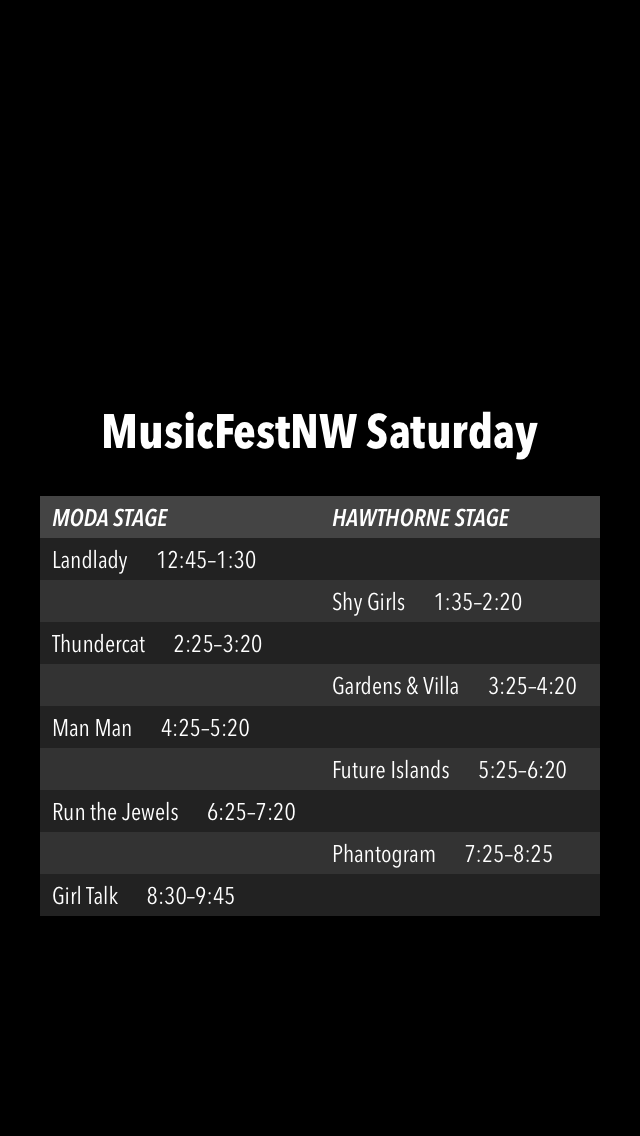 MusicFestNW Saturday
MODA STAGE HAWTHORNE STAGE
Landlady 12:45–1:30
Shy Girls 1:35–2:20
Thundercat 2:25–3:20
Gardens & Villa 3:25–4:20
Man Man 4:25–5:20
Future Islands 5:25–6:20
Run the Jewels 6:25–7:20
Phantogram 7:25–8:25
Girl Talk 8:30–9:45